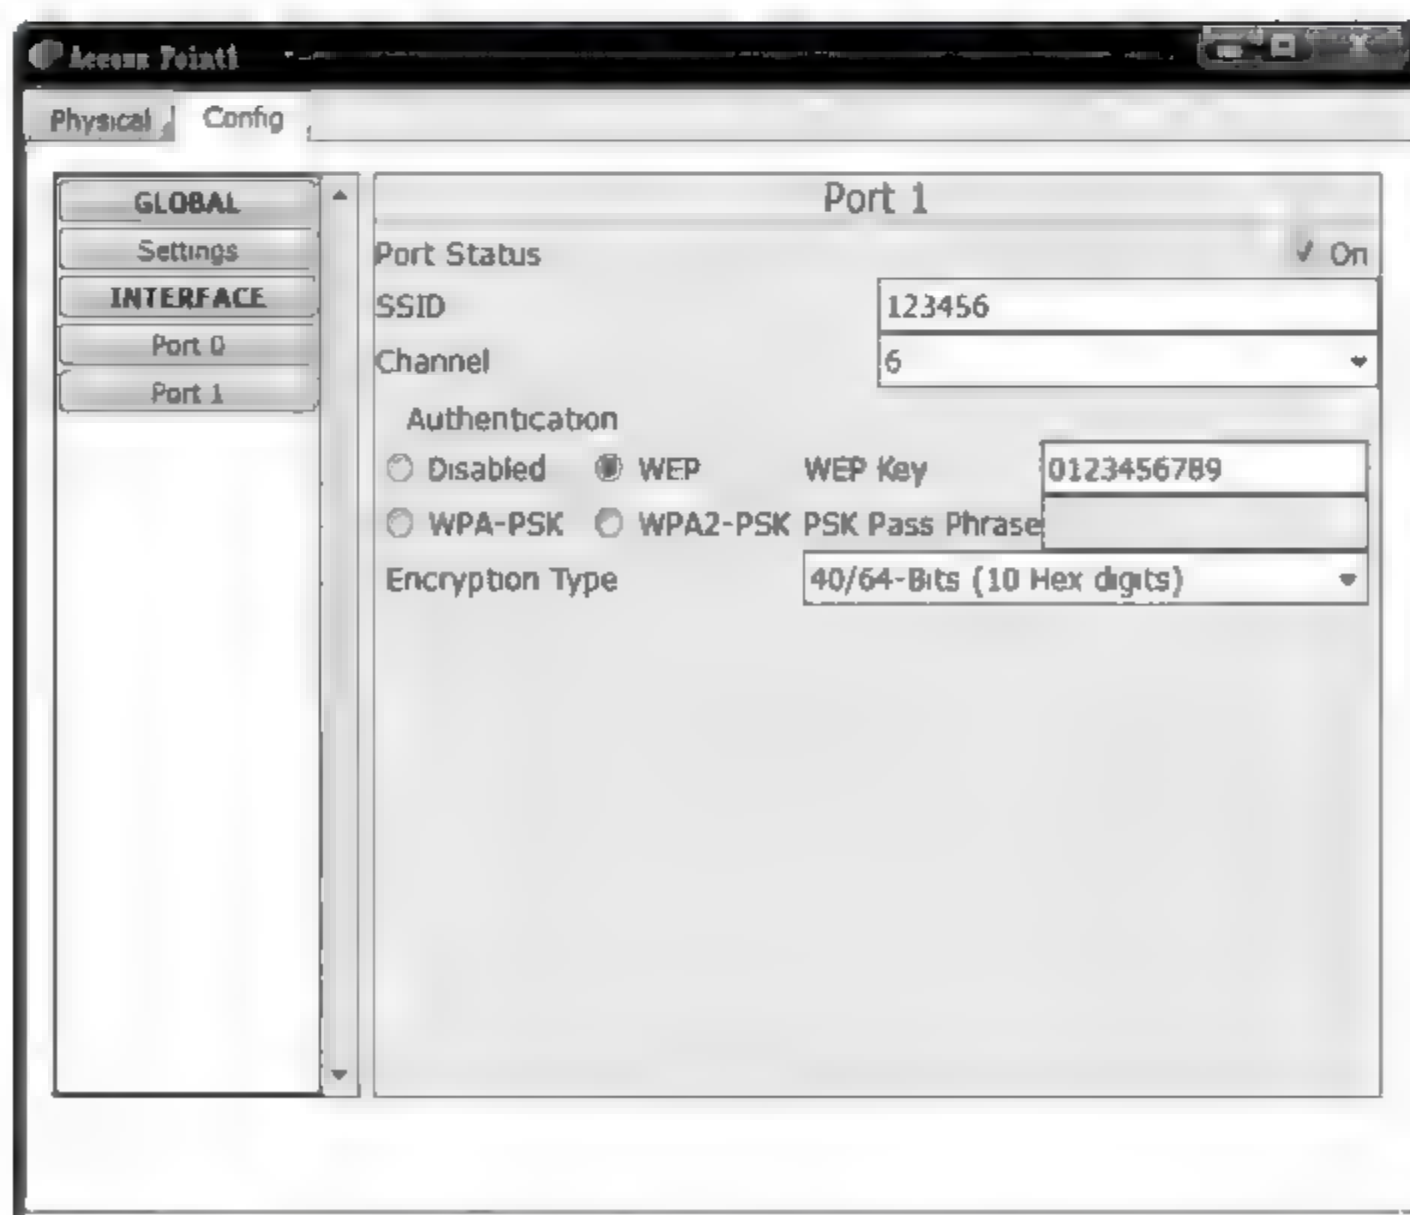 Access Point1
Physical Config
GLOBAL
Settings
INTERFACE
Port 0
Port 1
Port 1
Port Status On
SSID 123456
Channel 6
Authentication
Disabled WEP WEP Key 0123456789
WPA-PSK WPA2-PSK PSK Pass Phrase
Encryption Type 40/64-Bits (10 Hex digits)